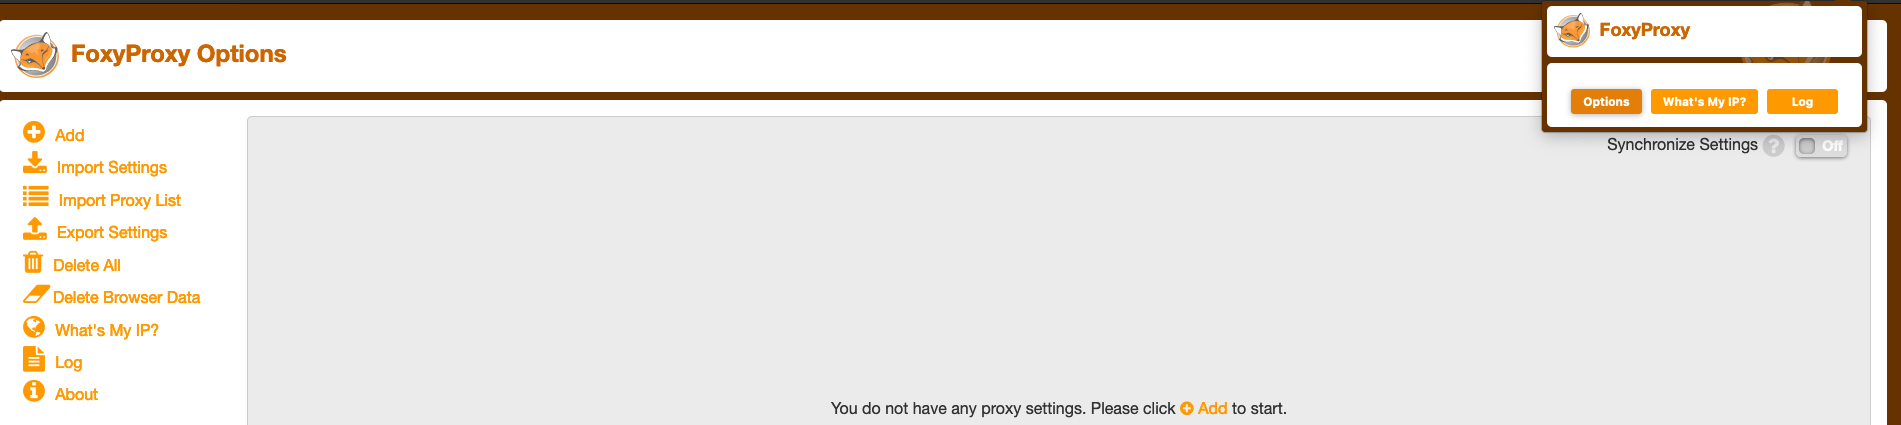 FoxyProxy Options
FoxyProxy
Options What's My IP? Log
Synchronize Settings ? Off
Add
Import Settings
Import Proxy List
Export Settings
Delete All
Delete Browser Data
What's My IP?
Log
About
You do not have any proxy settings. Please click Add to start.